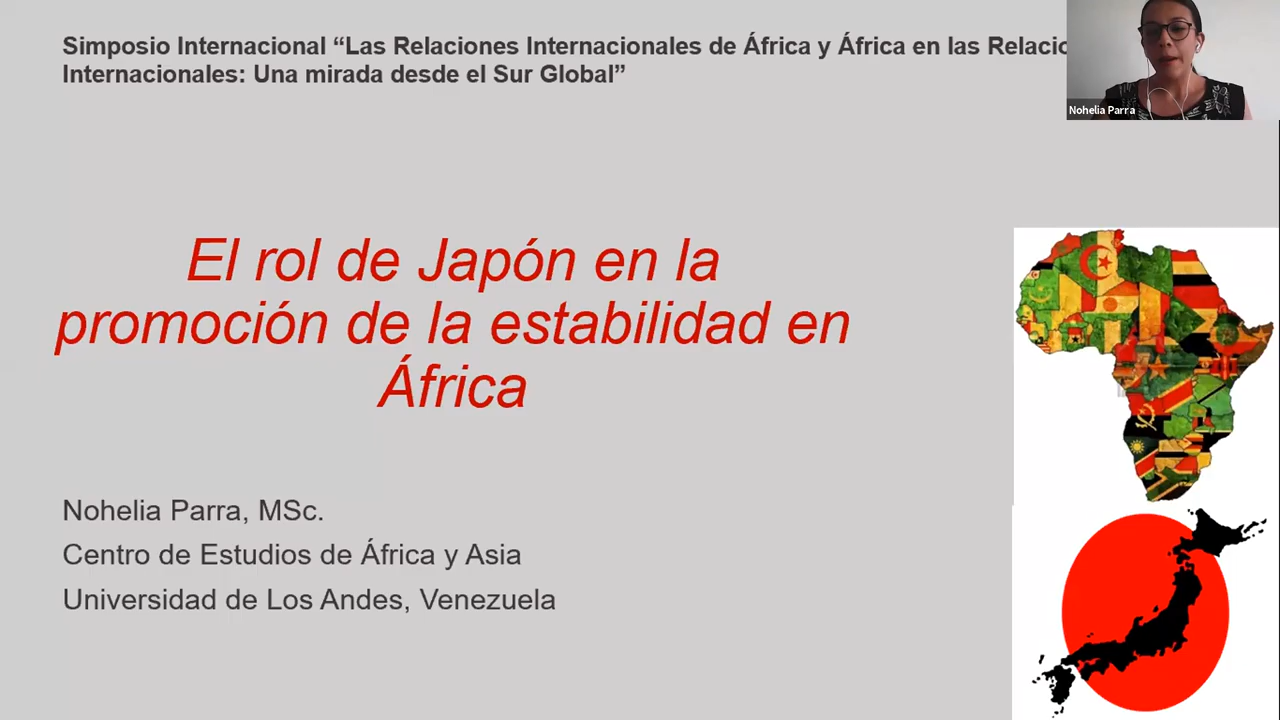 Simposio Internacional “Las Relaciones Internacionales de África y África en las
Internacionales: Una mirada desde el Sur Global”
Nohelia Parra
El rol de Japón en la
promoción de la estabilidad en
África
Nohelia Parra, MSc.
Centro de Estudios de África y Asia
Universidad de Los Andes, Venezuela